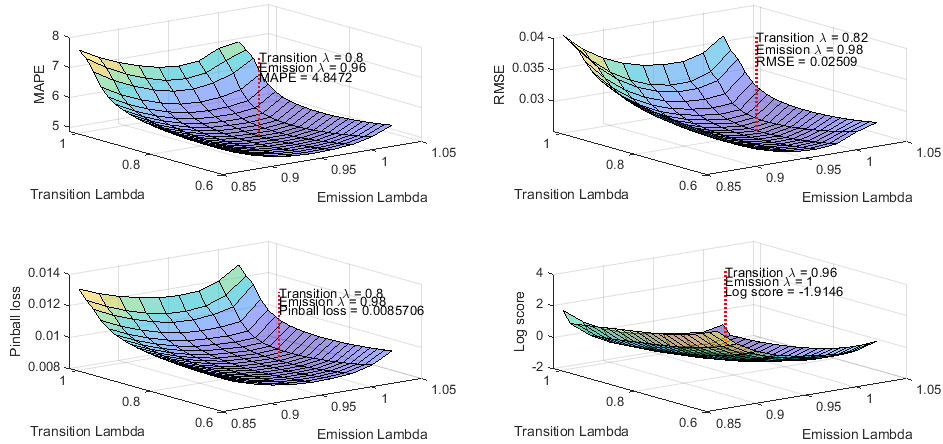 8
7
6
5
MAPE
1
0.8
0.6
Transition Lambda
0.85
0.9
0.95
1
1.05
Emission Lambda
Transition λ = 0.8
Emission λ = 0.96
MAPE = 4.8472
0.04
0.035
0.03
RMSE
1
0.8
0.6
Transition Lambda
0.85
0.9
0.95
1
1.05
Emission Lambda
Transition λ = 0.82
Emission λ = 0.98
RMSE = 0.02509
0.014
0.012
0.01
0.008
Pinball loss
1
0.8
0.6
Transition Lambda
0.85
0.9
0.95
1
1.05
Emission Lambda
Transition λ = 0.8
Emission λ = 0.98
Pinball loss = 0.0085706
4
2
0
-2
Log score
1
0.8
0.6
Transition Lambda
0.85
0.9
0.95
1
1.05
Emission Lambda
Transition λ = 0.96
Emission λ = 1
Log score = -1.9146